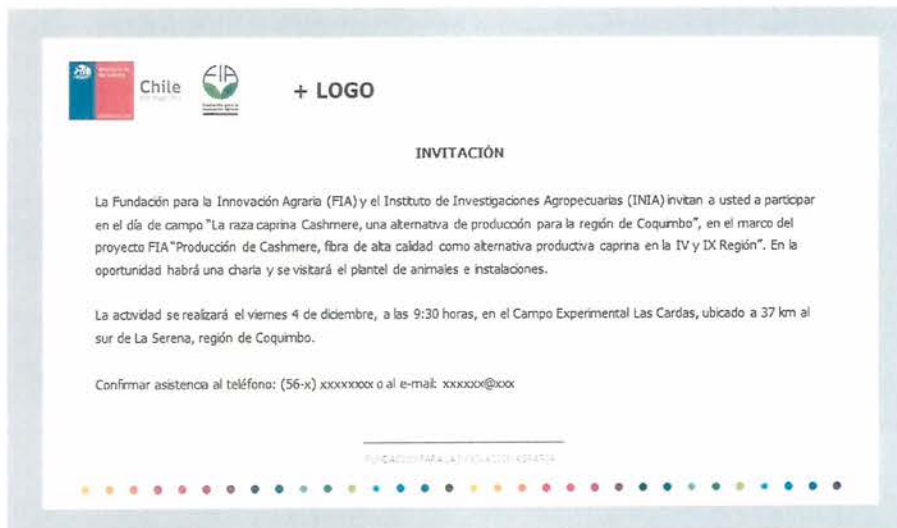 Chile
FIA
+ LOGO
INVITACIÓN
La Fundación para la Innovación Agraria (FIA) y el Instituto de Investigaciones Agropecuarias (INIA) invitan a usted a participar
en el día de campo "La raza caprina Cashmere, una alternativa de producción para la región de Coquimbo", en el marco del
proyecto FIA "Producción de Cashmere, fibra de alta calidad como alternativa productiva caprina en la IV y IX Región". En la
oportunidad habrá una charla y se visitará el plantel de animales e instalaciones.
La actividad se realizará el viernes 4 de diciembre, a las 9:30 horas, en el Campo Experimental Las Cardas, ubicado a 37 km al
sur de La Serena, región de Coquimbo.
Confirmar asistencia al teléfono: (56-x) xxxxxxxx o al e-mail: xxxxxx@xxx
FUNDACIÓN PARA LA INNOVACIÓN AGRARIA